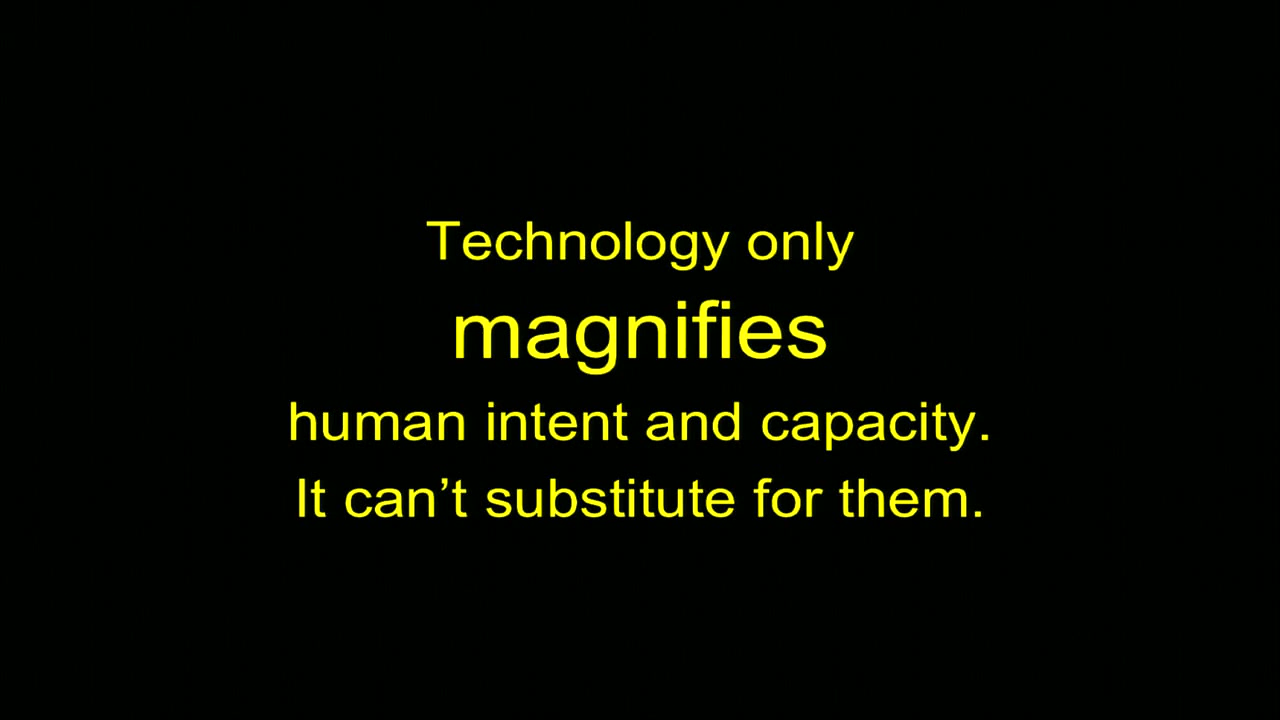 Technology only
magnifies
human intent and capacity.
It can’t substitute for them.